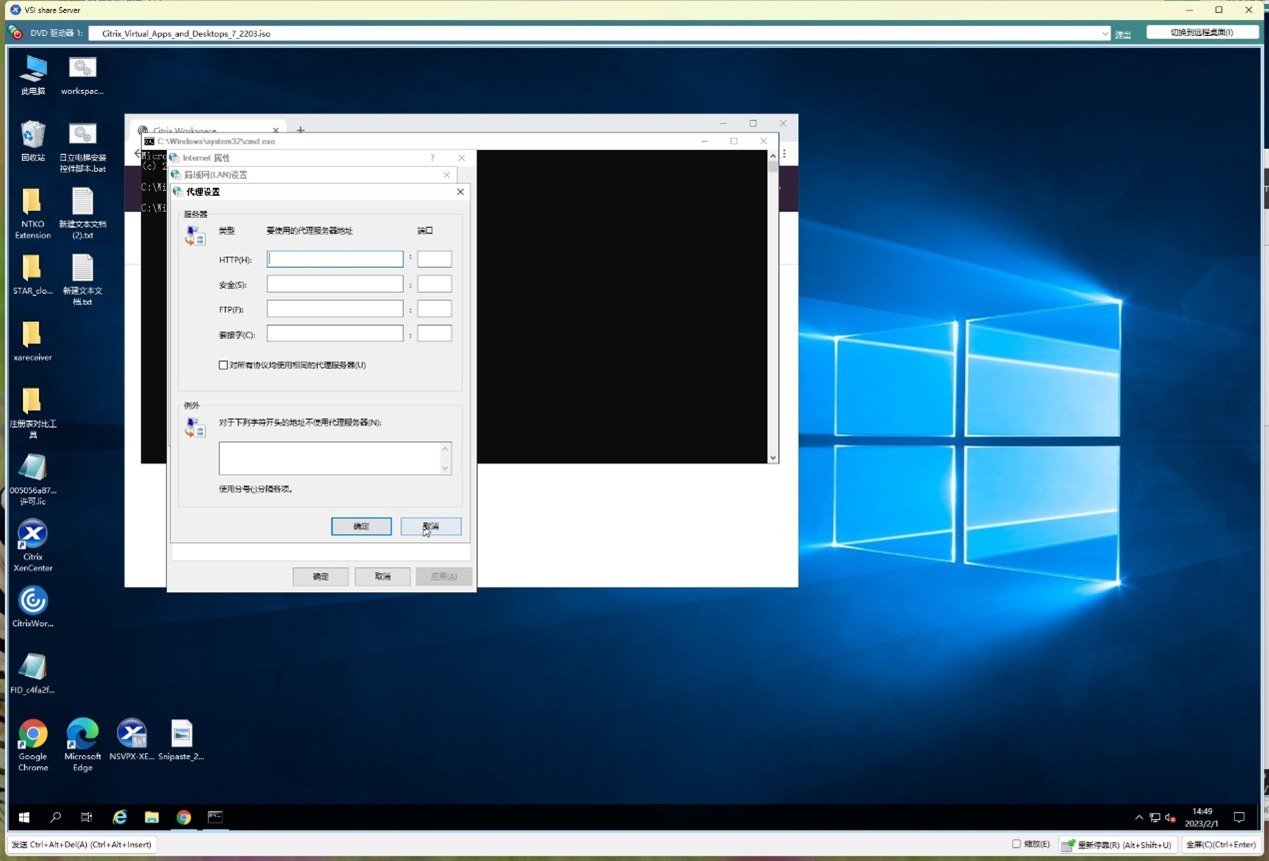 VSI share Server
DVD 驱动器 1:
Citrix_Virtual_Apps_and_Desktops_7_2203.iso
弹出
切换到远程桌面(I)
此电脑
workspac...
回收站
日立电梯安装
控件脚本.bat
NTKO
Extension
新建文本文档
(2).txt
STAR_clo...
新建文本文
档.txt
xareceiver
注册表对比工
具
005056a87...
许可.lic
Citrix
XenCenter
CitrixWor...
FID_c4fa2f...
Google
Chrome
Microsoft
Edge
NSVPX-XE...
Snipaste_2...
Citrix Workspace
C:\Windows\system32\cmd.exe
Micro
(c) 2
C:\Wi
C:\Wi
Internet 属性
局域网(LAN)设置
代理设置
服务器
类型
要使用的代理服务器地址
端口
HTTP(H):
:
安全(S):
:
FTP(F):
:
套接字(C):
:
对所有协议均使用相同的代理服务器(U)
例外
对于下列字符开头的地址不使用代理服务器(N):
使用分号(;)分隔各项。
确定
取消
确定
取消
应用(A)
14:49
2023/2/1
发送 Ctrl+Alt+Del(A) (Ctrl+Alt+Insert)
缩放(E)
重新停靠(R) (Alt+Shift+U)
全屏(C)(Ctrl+Enter)